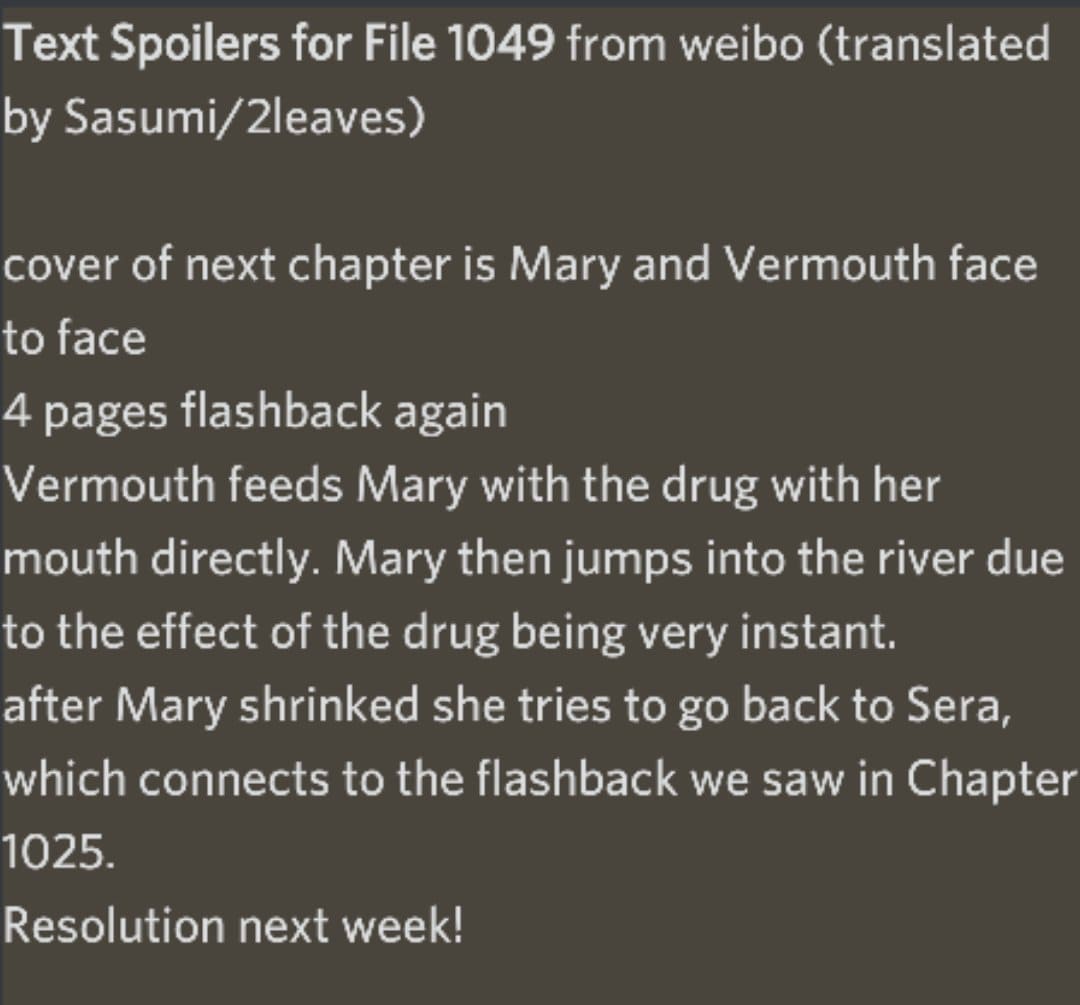 Text Spoilers for File 1049 from weibo (translated
by Sasumi/2leaves)
cover of next chapter is Mary and Vermouth face
to face
4 pages flashback again
Vermouth feeds Mary with the drug with her
mouth directly. Mary then jumps into the river due
to the effect of the drug being very instant.
after Mary shrinked she tries to go back to Sera,
which connects to the flashback we saw in Chapter
1025.
Resolution next week!